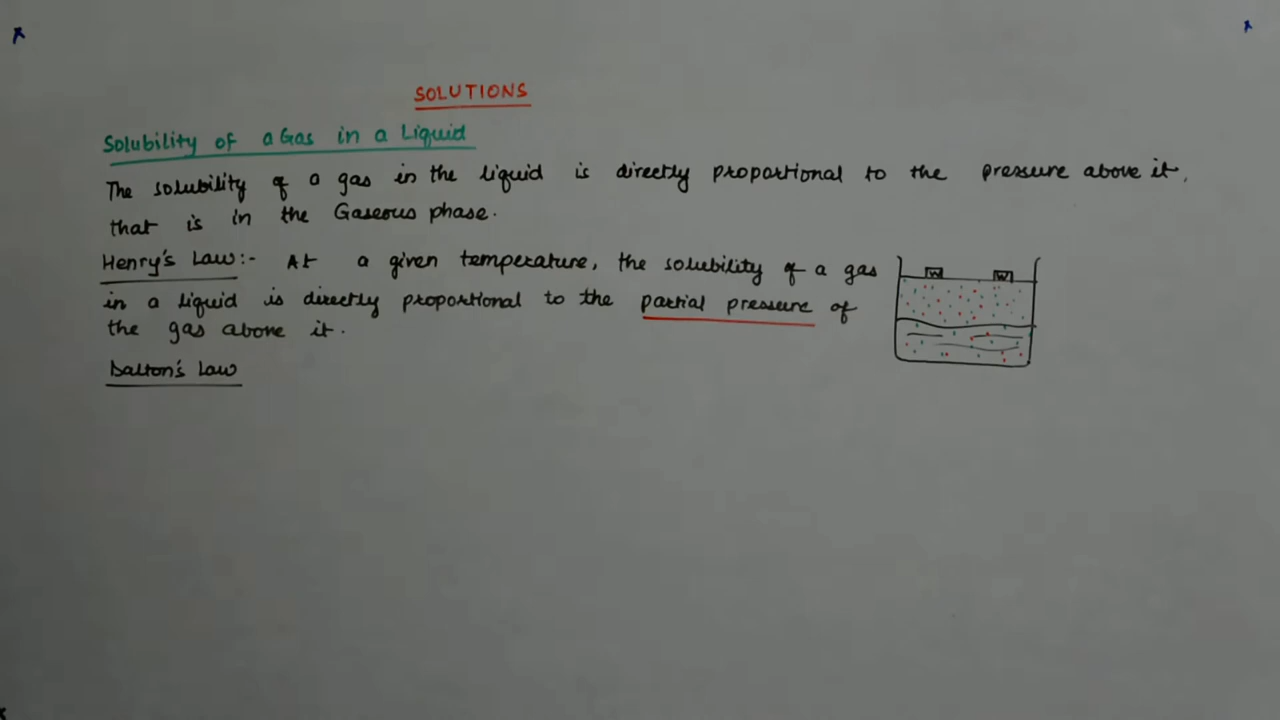 SOLUTIONS
Solubility of a Gas in a Liquid
The solubility of a gas in the liquid is directly proportional to the pressure above it,
that is in the Gaseous phase.
Henry's Law:- At a given temperature, the solubility of a gas
in a liquid is directly proportional to the partial pressure of
the gas above it.
Dalton's Law
W W